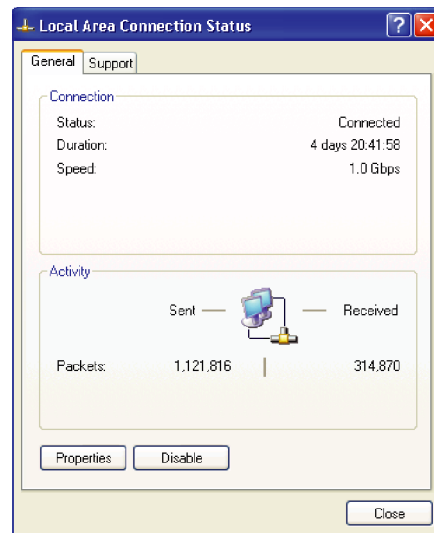 Local Area Connection Status
General Support
Connection
Status: Connected
Duration: 4 days 20:41:58
Speed: 1.0 Gbps
Activity
Sent Received
Packets: 1,121,816 314,870
Properties Disable
Close